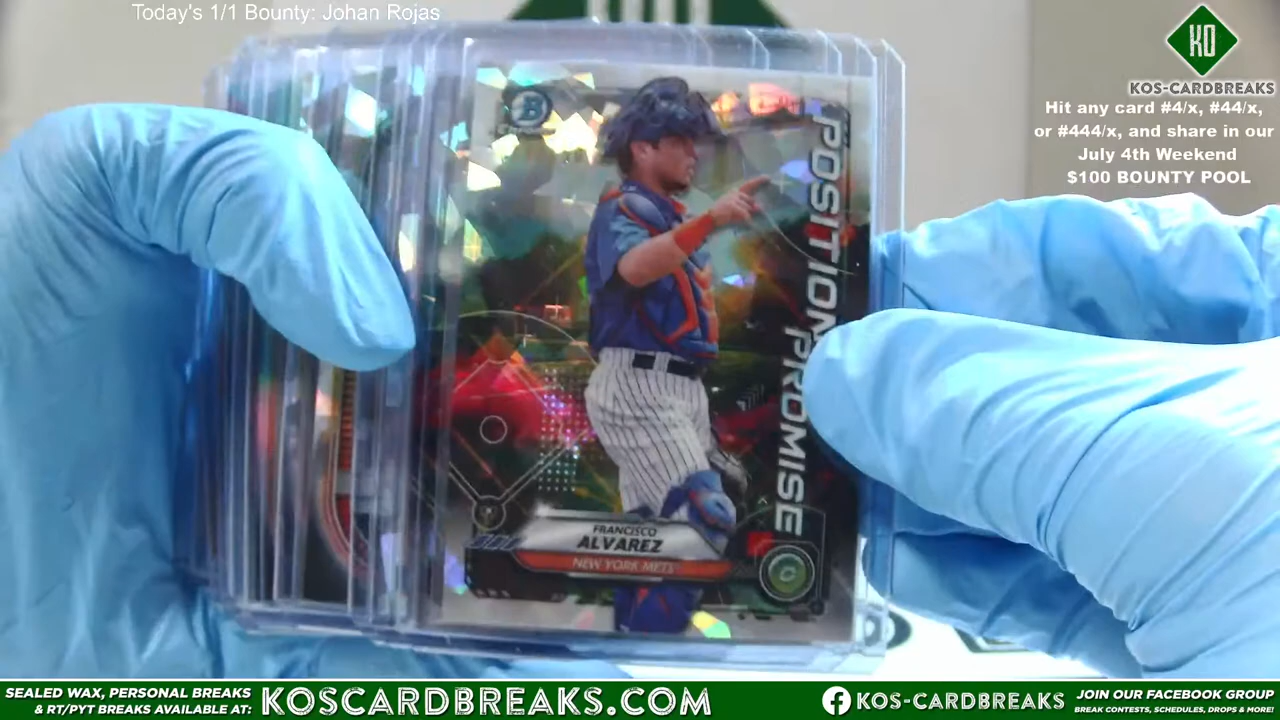 Today's 1/1 Bounty: Johan Rojas
KO
KOS-CARDBREAKS
Hit any card #4/x, #44/x,
or #444/x, and share in our
July 4th Weekend
$100 BOUNTY POOL
B
POSITION
PROMISE
FRANCISCO
ALVAREZ
NEW YORK METS
SEALED WAX, PERSONAL BREAKS
& RT/PYT BREAKS AVAILABLE AT:
KOSCARDBREAKS.COM
KOS-CARDBREAKS
JOIN OUR FACEBOOK GROUP
BREAK CONTESTS, SCHEDULES, DROPS & MORE!